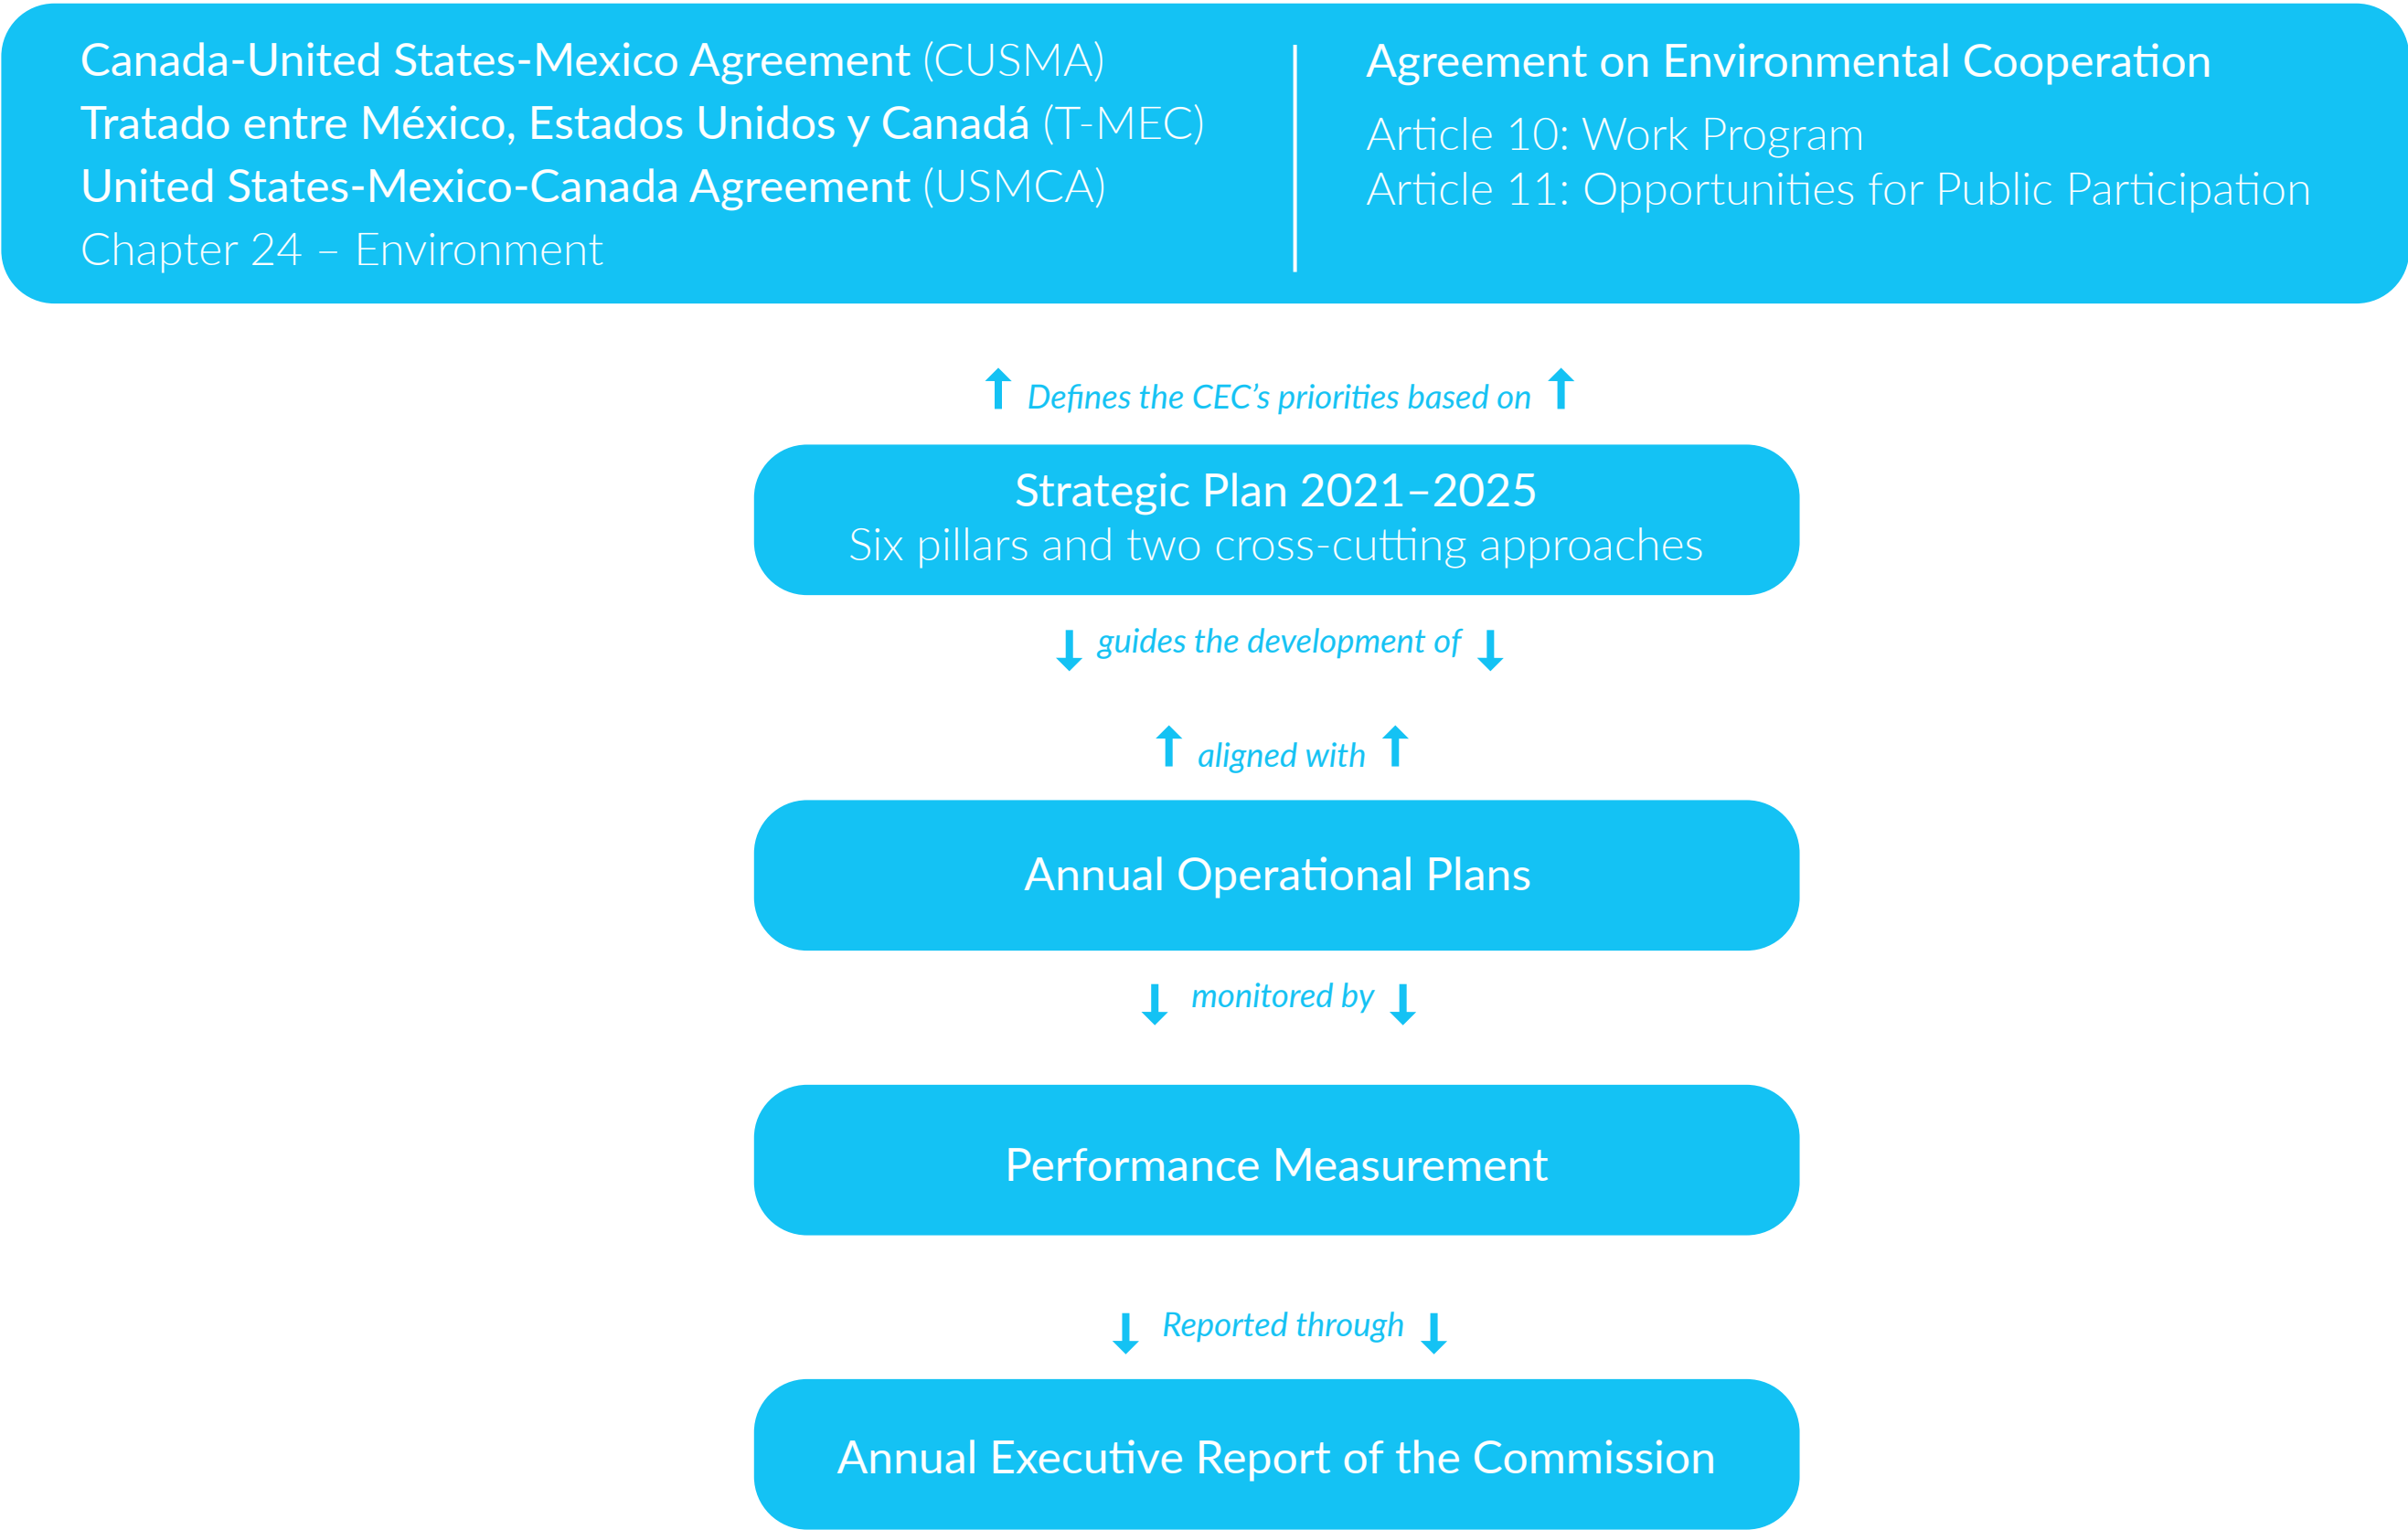 Canada-United States-Mexico Agreement (CUSMA)
Tratado entre México, Estados Unidos y Canadá (T-MEC)
United States-Mexico-Canada Agreement (USMCA)
Chapter 24 – Environment
Agreement on Environmental Cooperation
Article 10: Work Program
Article 11: Opportunities for Public Participation
Defines the CEC’s priorities based on
Strategic Plan 2021–2025
Six pillars and two cross-cutting approaches
guides the development of
aligned with
Annual Operational Plans
monitored by
Performance Measurement
Reported through
Annual Executive Report of the Commission